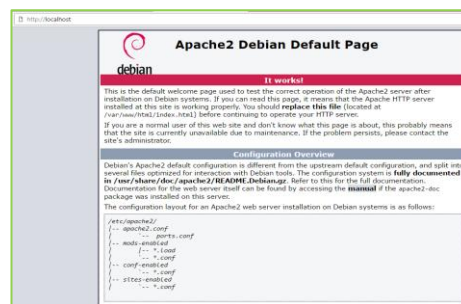 http://localhost
Apache2 Debian Default Page
debian
It works!
This is the default welcome page used to test the correct operation of the Apache2 server after
installation on Debian systems. If you can read this page, it means that the Apache HTTP server
installed at this site is working properly. You should replace this file (located at
/var/www/html/index.html) before continuing to operate your HTTP server.
If you are a normal user of this web site and don't know what this page is about, this probably means
that the site is currently unavailable due to maintenance. If the problem persists, please contact the
site's administrator.
Configuration Overview
Debian's Apache2 default configuration is different from the upstream default configuration, and split into
several files optimized for interaction with Debian tools. The configuration system is fully documented
in /usr/share/doc/apache2/README.Debian.gz. Refer to this for the full documentation.
Documentation for the web server itself can be found by accessing the manual if the apache2-doc
package was installed on this server.
The configuration layout for an Apache2 web server installation on Debian systems is as follows:
/etc/apache2/
|-- apache2.conf
|       `--  ports.conf
|-- mods-enabled
|       |-- *.load
|       `-- *.conf
|-- conf-enabled
|       `-- *.conf
|-- sites-enabled
|       `-- *.conf